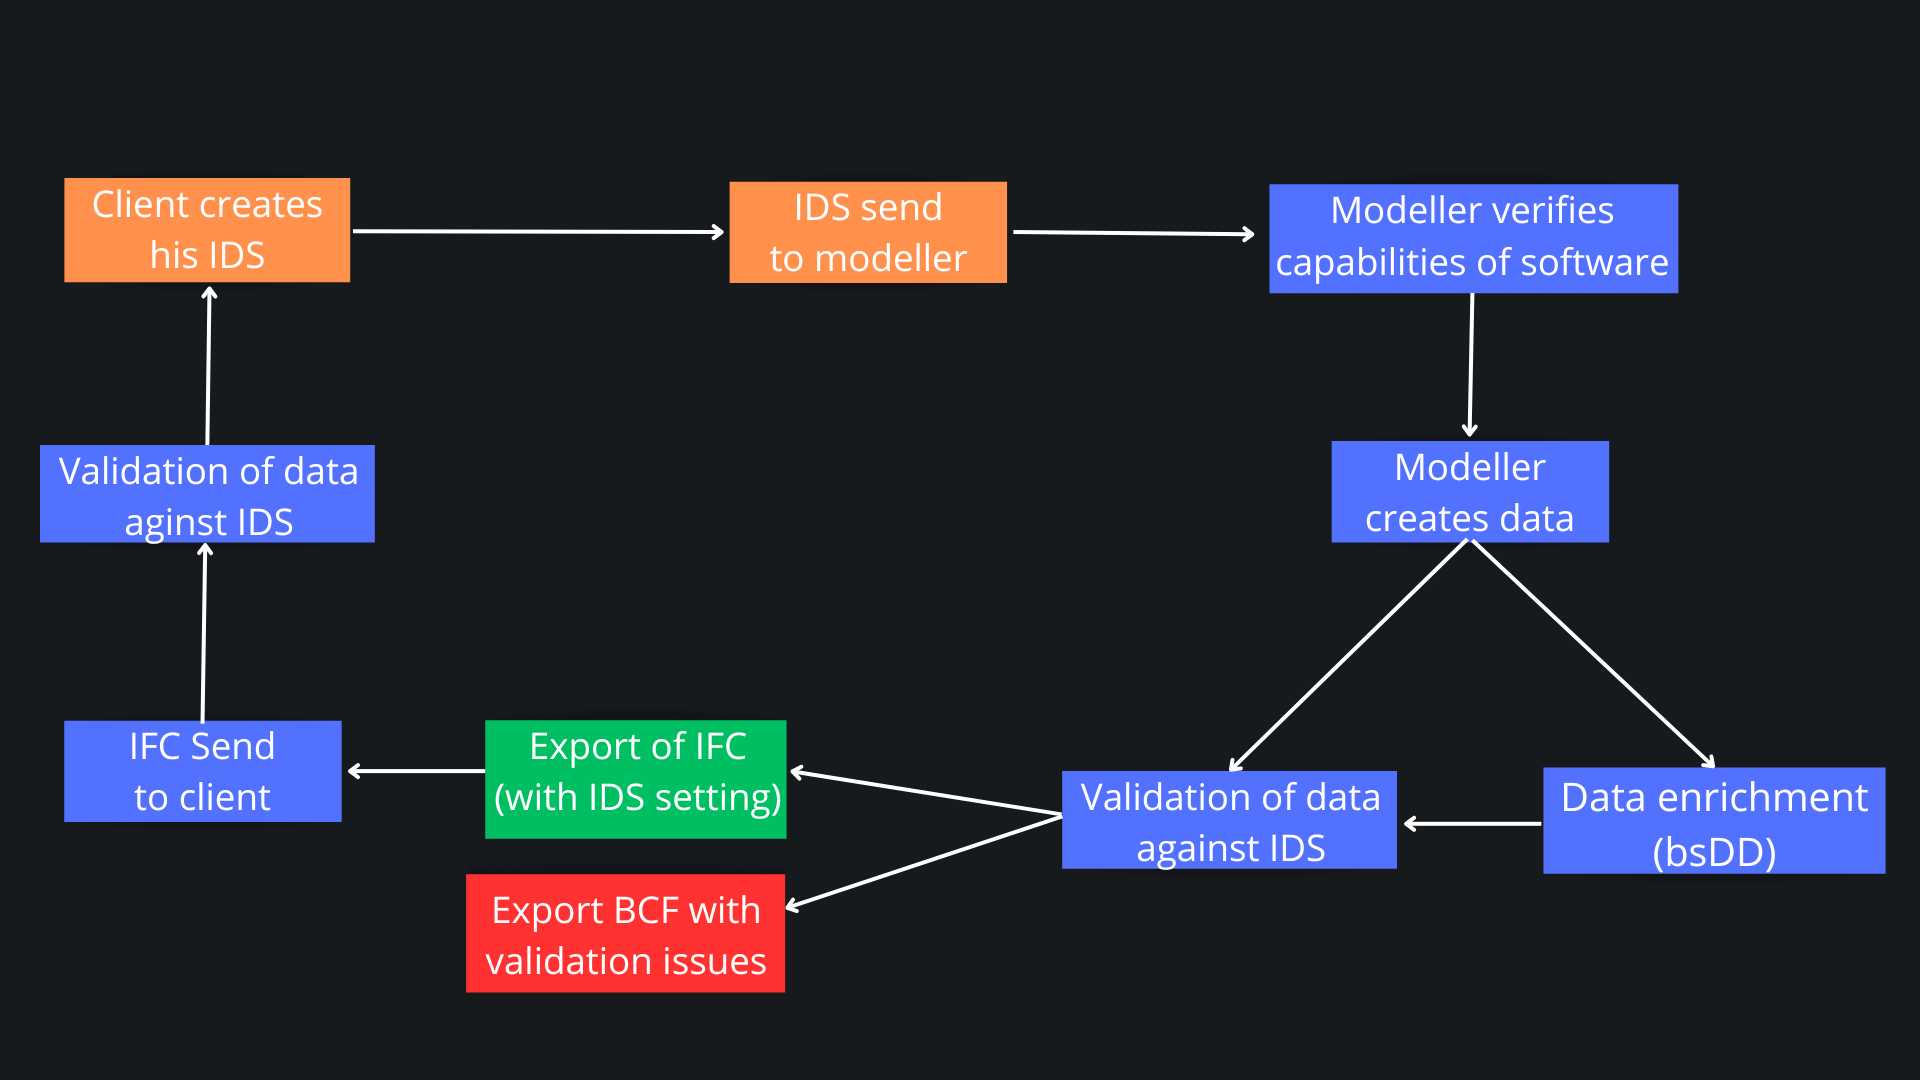 Client creates
his IDS
IDS send
to modeller
Modeller verifies
capabilities of software
Modeller
creates data
Validation of data
aginst IDS
IFC Send
to client
Export of IFC
(with IDS setting)
Export BCF with
validation issues
Validation of data
against IDS
Data enrichment
(bsDD)